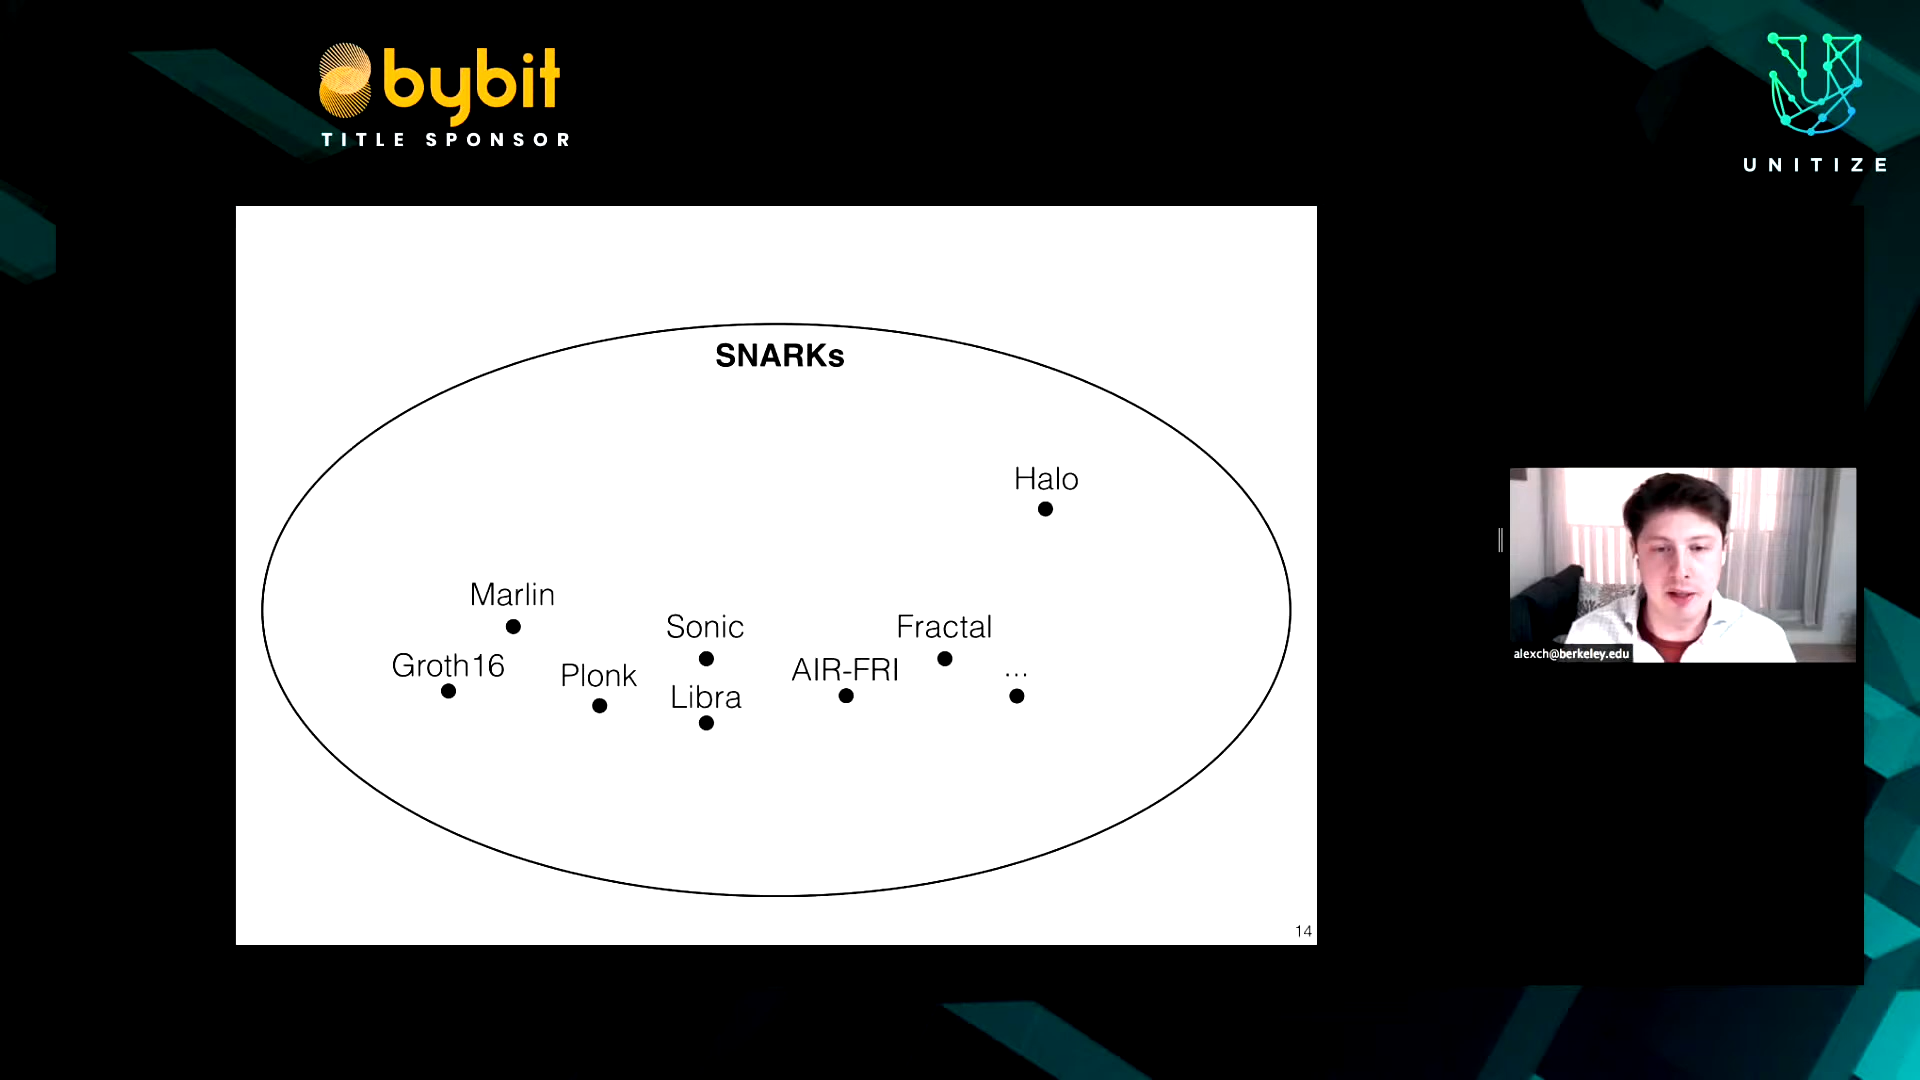 bybit
TITLE SPONSOR
UNITIZE
SNARKs
Halo
Marlin
Sonic
Fractal
Groth16
Plonk
AIR-FRI
...
Libra
alexch@berkeley.edu
14